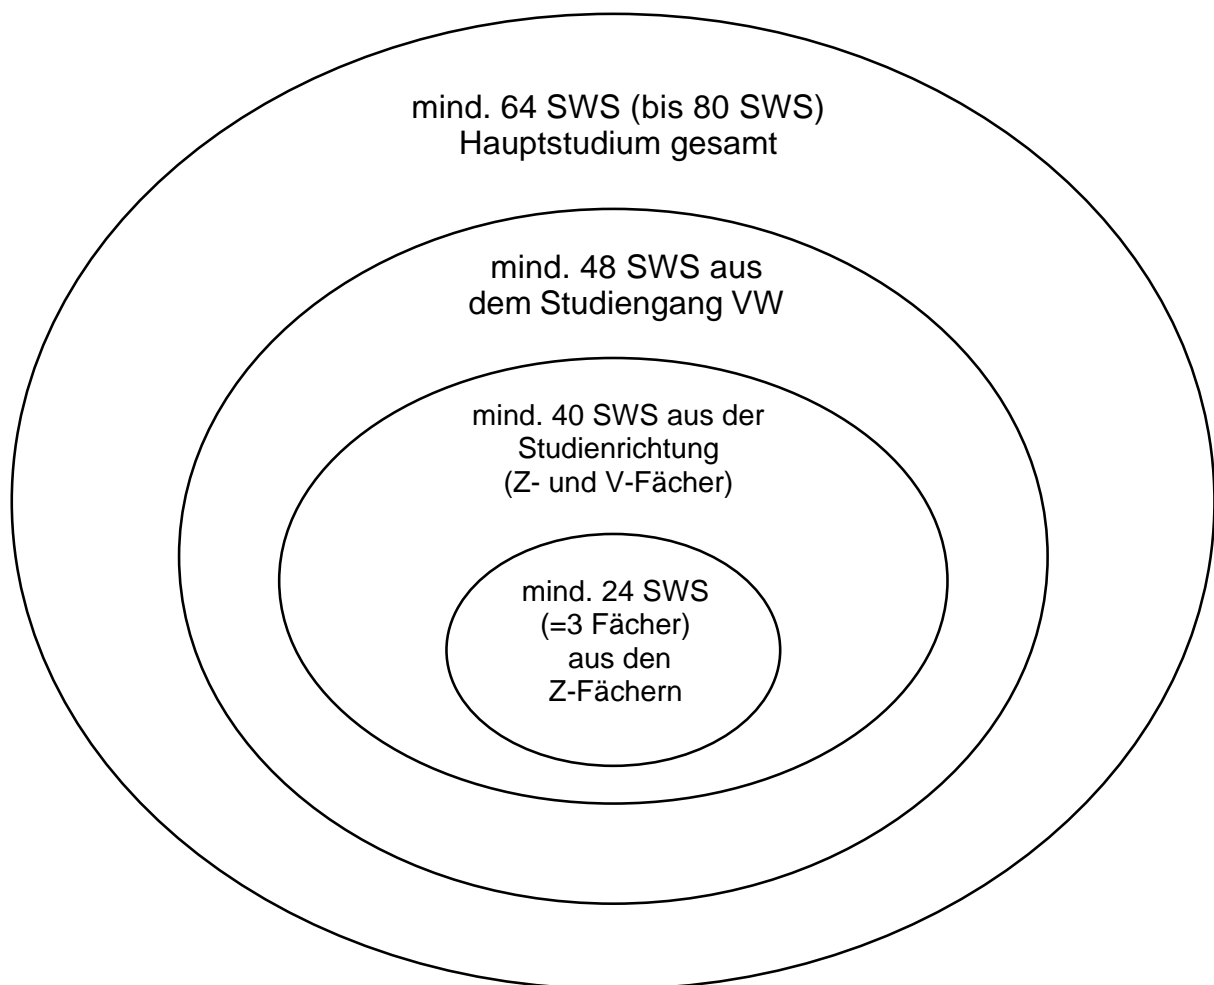 mind. 64 SWS (bis 80 SWS)
Hauptstudium gesamt
mind. 48 SWS aus
dem Studiengang VW
mind. 40 SWS aus der
Studienrichtung
(Z- und V-Fächer)
mind. 24 SWS
(=3 Fächer)
aus den
Z-Fächern